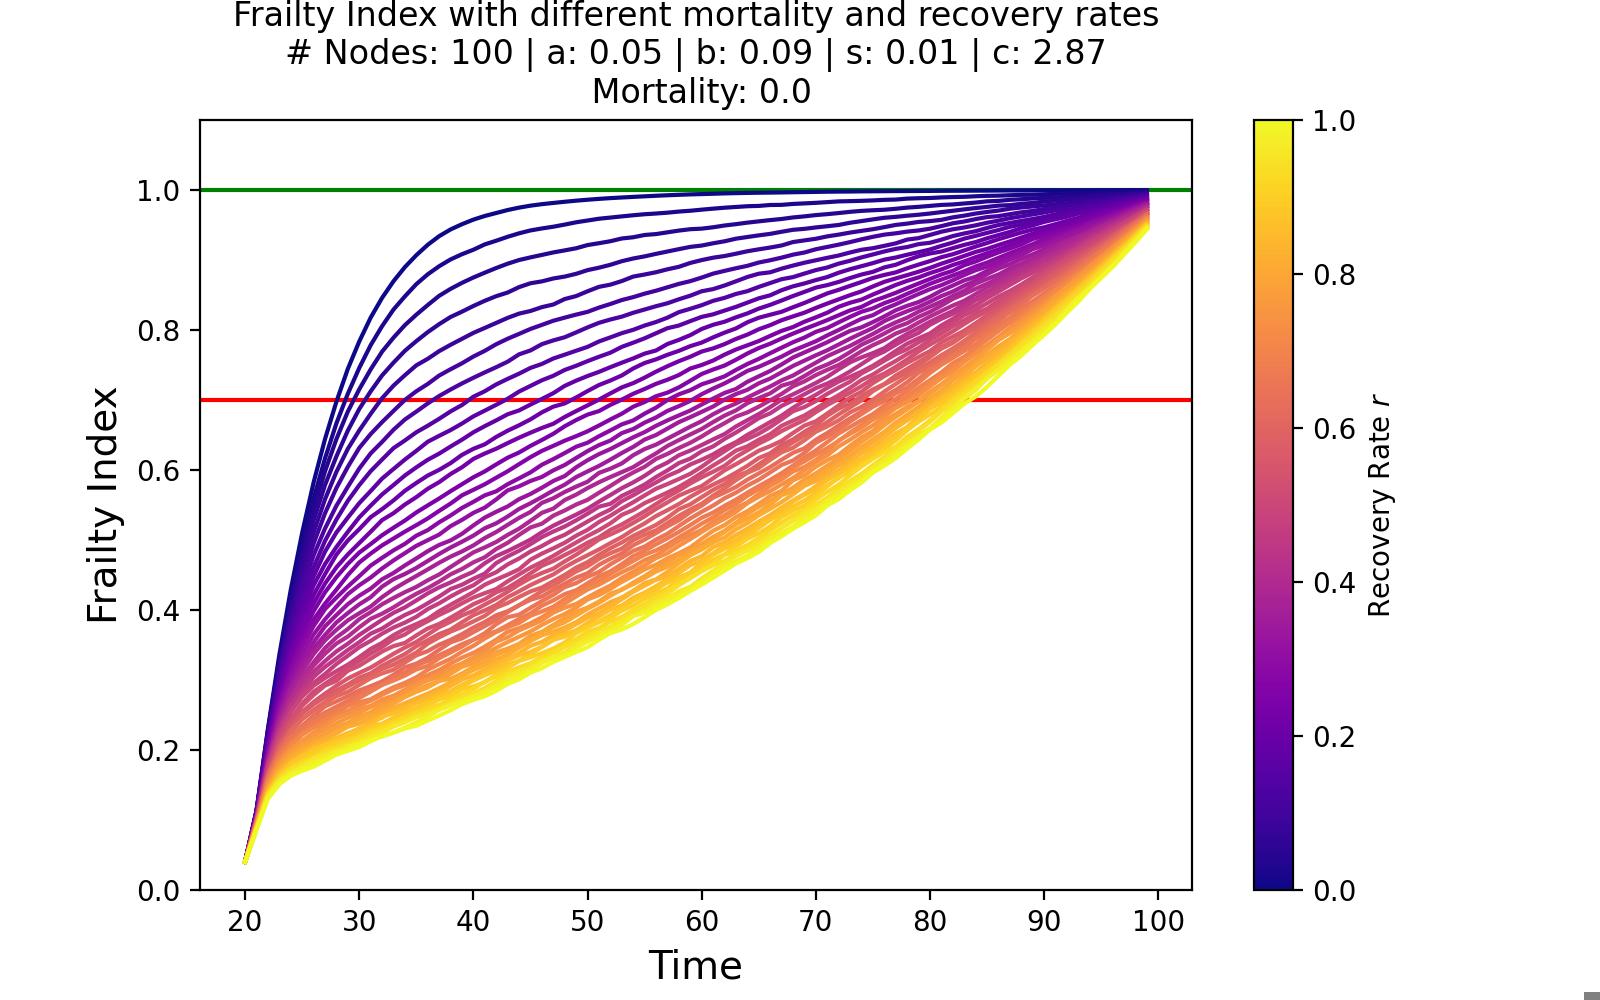 Frailty Index with different mortality and recovery rates
# Nodes: 100 | a: 0.05 | b: 0.09 | s: 0.01 | c: 2.87
Mortality: 0.0
Frailty Index
1.0
0.8
0.6
0.4
0.2
0.0
20 30 40 50 60 70 80 90 100
Time
1.0
0.8
0.6
0.4
0.2
0.0
Recovery Rate r